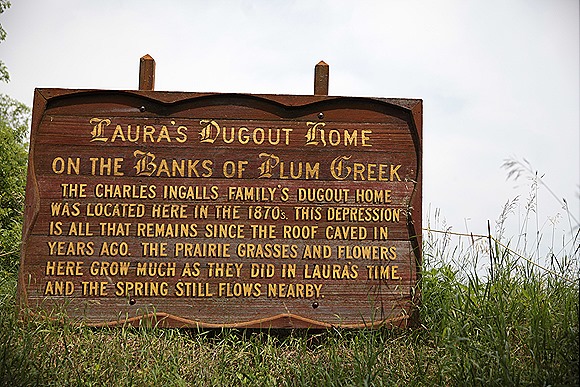 LAURA'S DUGOUT HOME
ON THE BANKS OF PLUM CREEK.
THE CHARLES INGALLS FAMILY'S DUGOUT HOME
WAS LOCATED HERE IN THE 1870s. THIS DEPRESSION
IS ALL THAT REMAINS SINCE THE ROOF CAVED IN
YEARS AGO. THE PRAIRIE GRASSES AND FLOWERS
HERE GROW MUCH AS THEY DID IN LAURA'S TIME.
AND THE SPRING STILL FLOWS NEARBY.